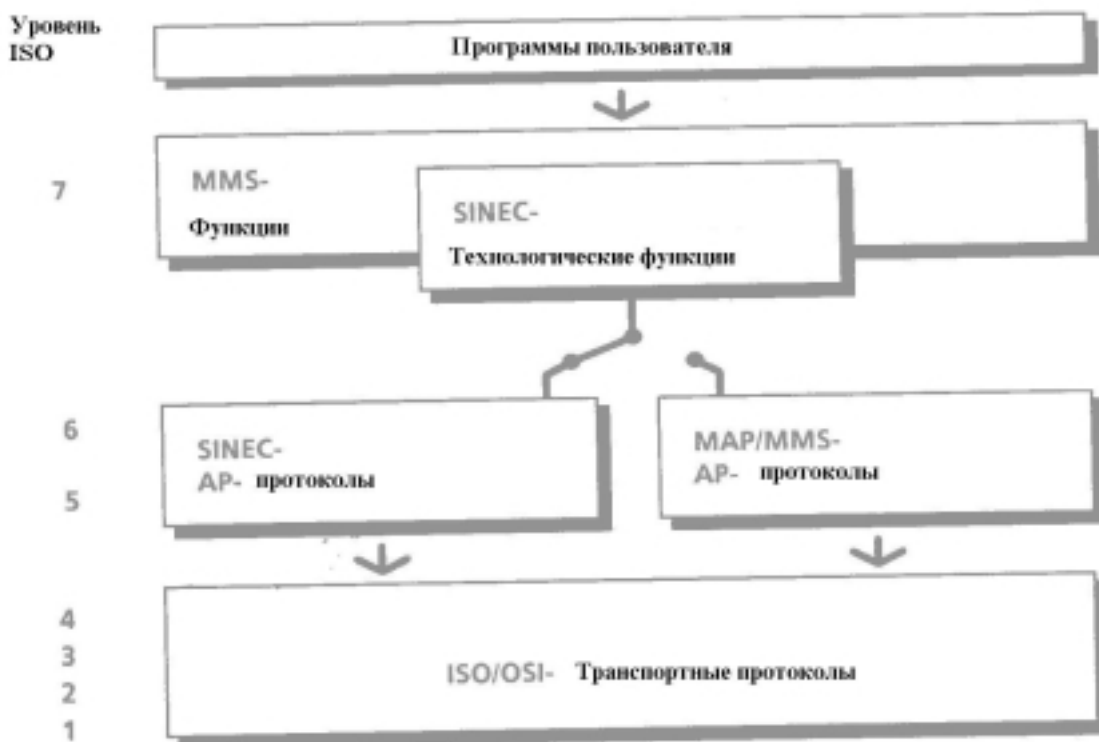 Уровень
ISO
Программы пользователя
7
MMS-
Функции
SINEC-
Технологические функции
6
5
SINEC-
AP- протоколы
MAP/MMS-
AP- протоколы
4
3
2
1
ISO/OSI- Транспортные протоколы